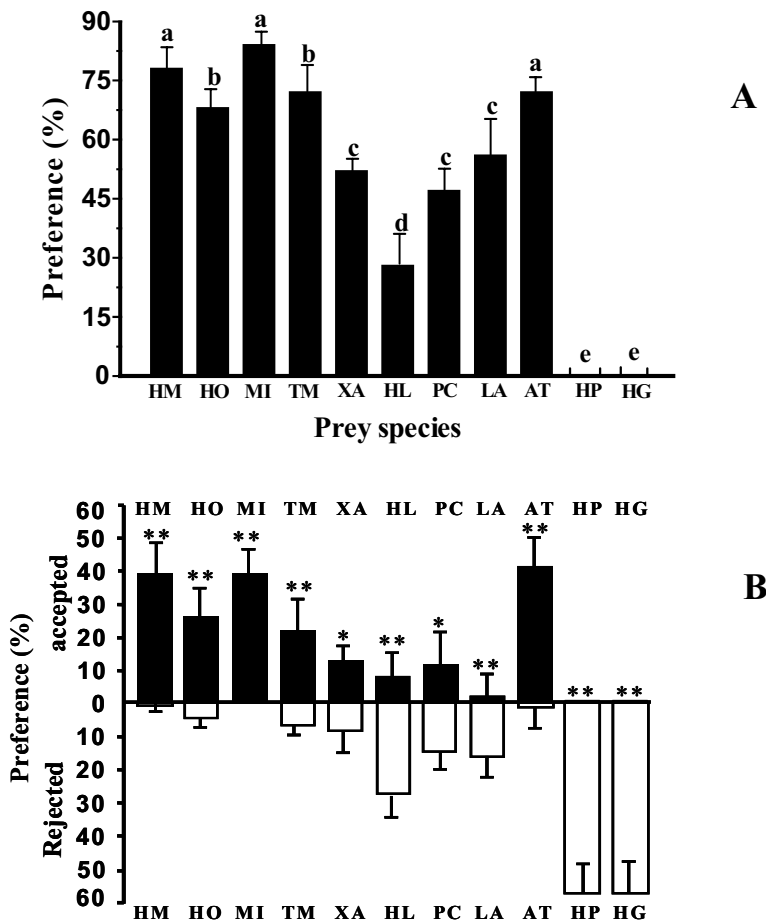 A
Preference (%)
90
75
60
45
30
15
0
a
b
a
b
c
d
c
c
a
e
e
HM HO MI TM XA HL PC LA AT HP HG
Prey species
B
Preference (%)
accepted
Rejected
60
50
40
30
20
10
0
10
20
30
40
50
60
HM HO MI TM XA HL PC LA AT HP HG
** ** ** ** * ** * ** ** ** **
HM HO MI TM XA HL PC LA AT HP HG